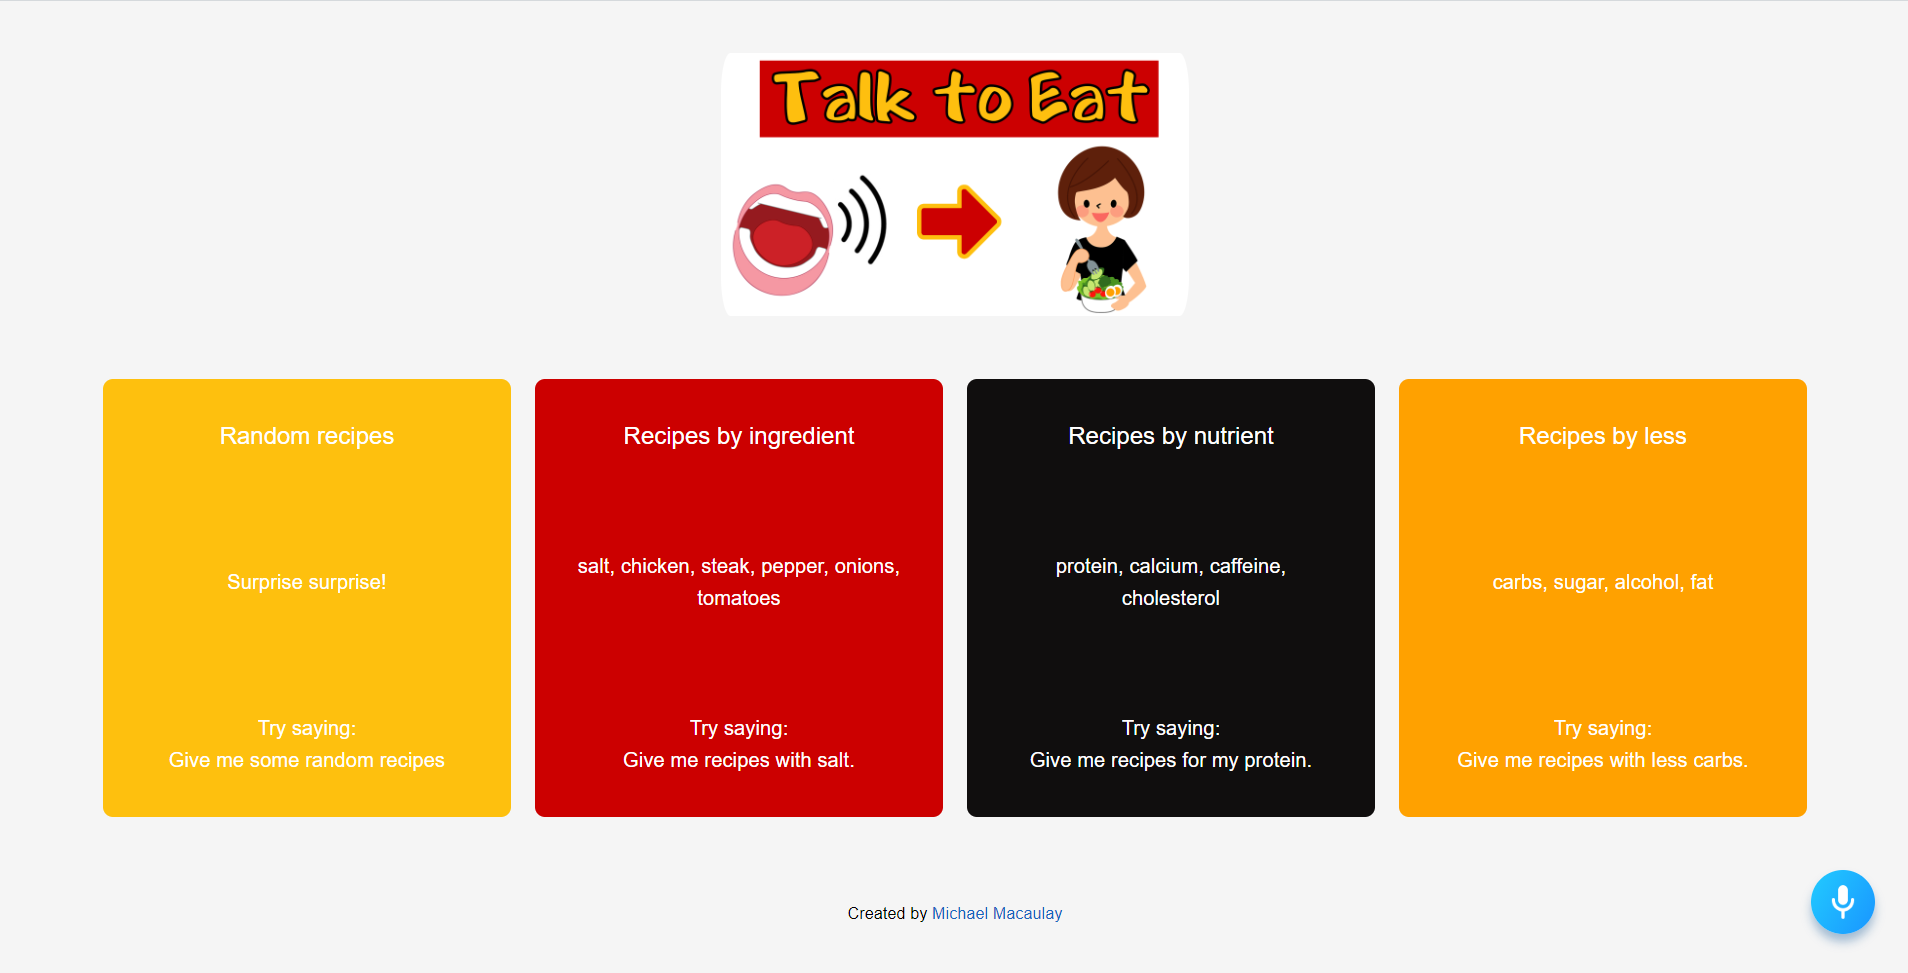 Talk to Eat
Random recipes
Surprise surprise!
Try saying:
Give me some random recipes
Recipes by ingredient
salt, chicken, steak, pepper, onions,
tomatoes
Try saying:
Give me recipes with salt.
Recipes by nutrient
protein, calcium, caffeine,
cholesterol
Try saying:
Give me recipes for my protein.
Recipes by less
carbs, sugar, alcohol, fat
Try saying:
Give me recipes with less carbs.
Created by Michael Macaulay